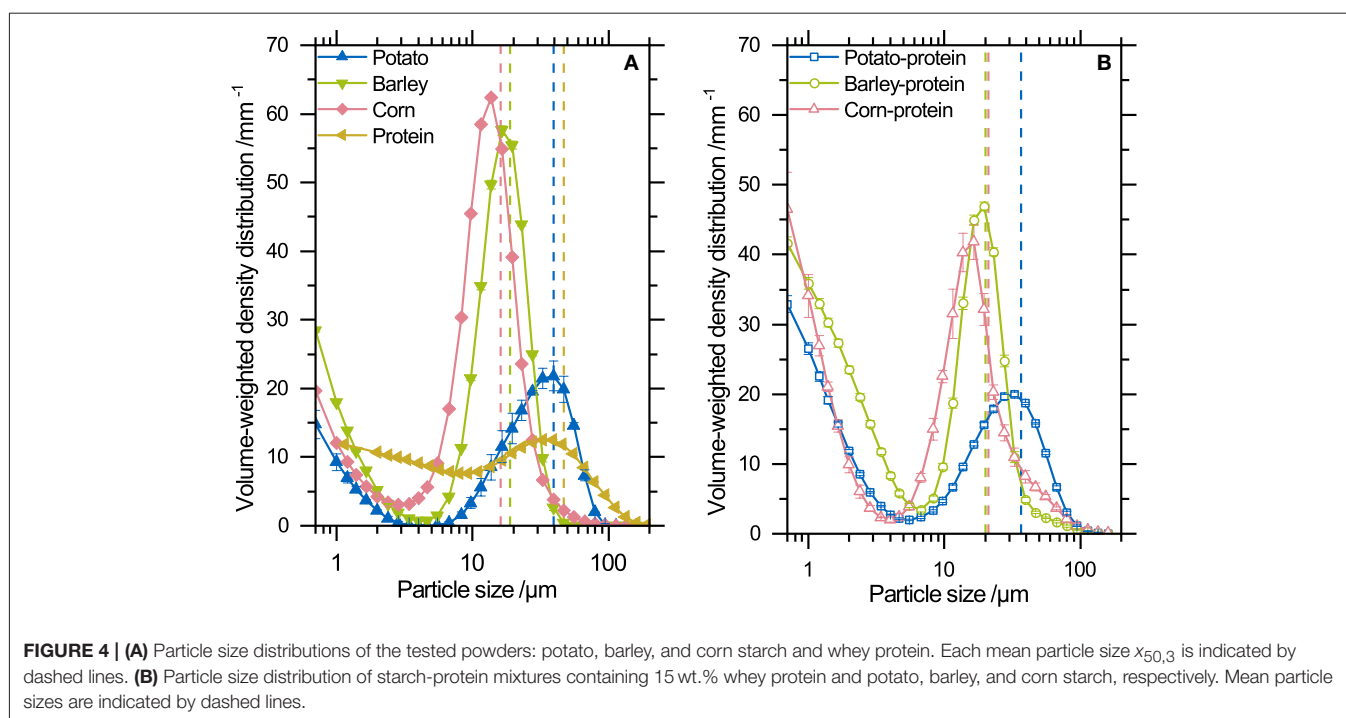 70
60
50
40
30
20
10
0
Volume-weighted density distribution /mm⁻¹
Potato
Barley
Corn
Protein
A
1
10
100
Particle size /µm
70
60
50
40
30
20
10
0
Volume-weighted density distribution /mm⁻¹
Potato-protein
Barley-protein
Corn-protein
B
1
10
100
Particle size /µm
FIGURE 4 | (A) Particle size distributions of the tested powders: potato, barley, and corn starch and whey protein. Each mean particle size x50,3 is indicated by
dashed lines. (B) Particle size distribution of starch-protein mixtures containing 15 wt.% whey protein and potato, barley, and corn starch, respectively. Mean particle
sizes are indicated by dashed lines.